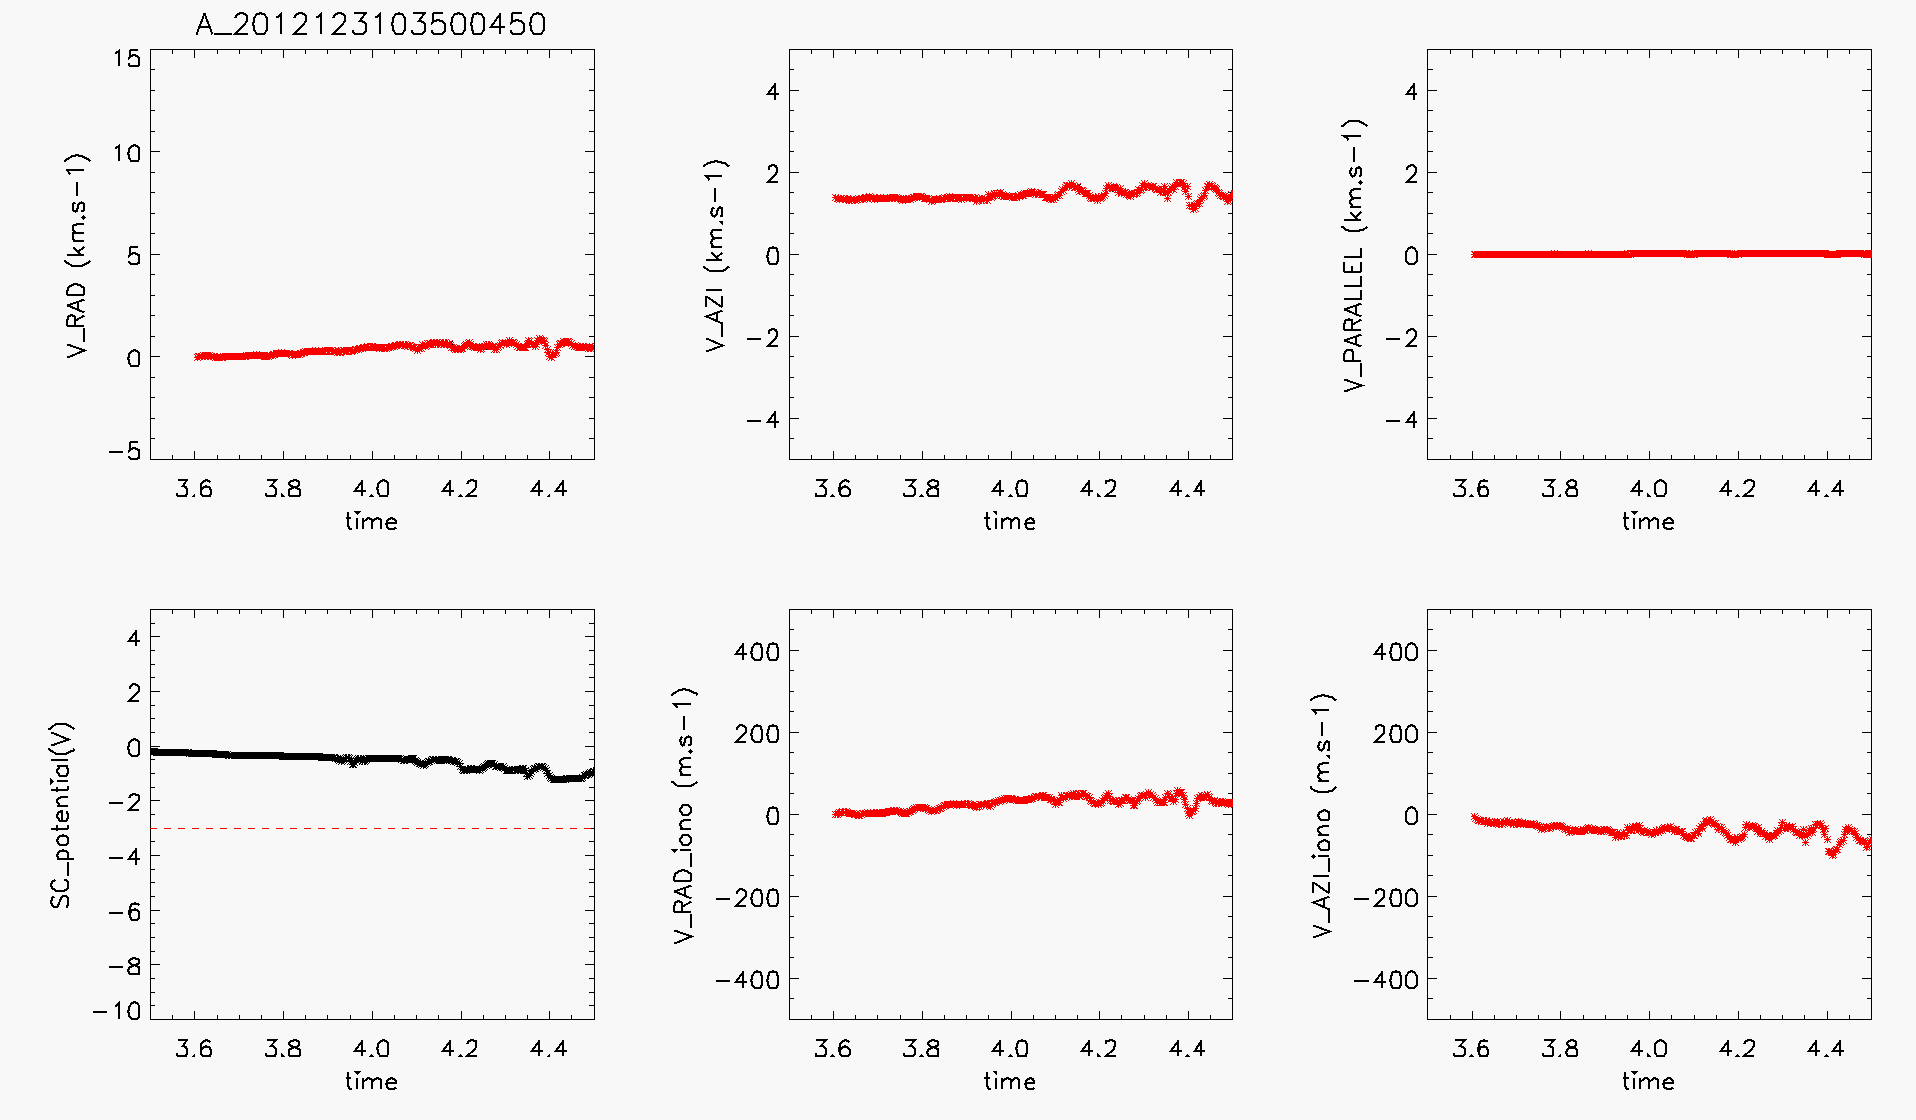 A_2012123103500450
V_RAD (km.s-1)
15
10
5
0
-5
3.6 3.8 4.0 4.2 4.4
time
V_AZI (km.s-1)
4
2
0
-2
-4
3.6 3.8 4.0 4.2 4.4
time
V_PARALLEL (km.s-1)
4
2
0
-2
-4
3.6 3.8 4.0 4.2 4.4
time
SC_potential(V)
4
2
0
-2
-4
-6
-8
-10
3.6 3.8 4.0 4.2 4.4
time
V_RAD_iono (m.s-1)
400
200
0
-200
-400
3.6 3.8 4.0 4.2 4.4
time
V_AZI_iono (m.s-1)
400
200
0
-200
-400
3.6 3.8 4.0 4.2 4.4
time